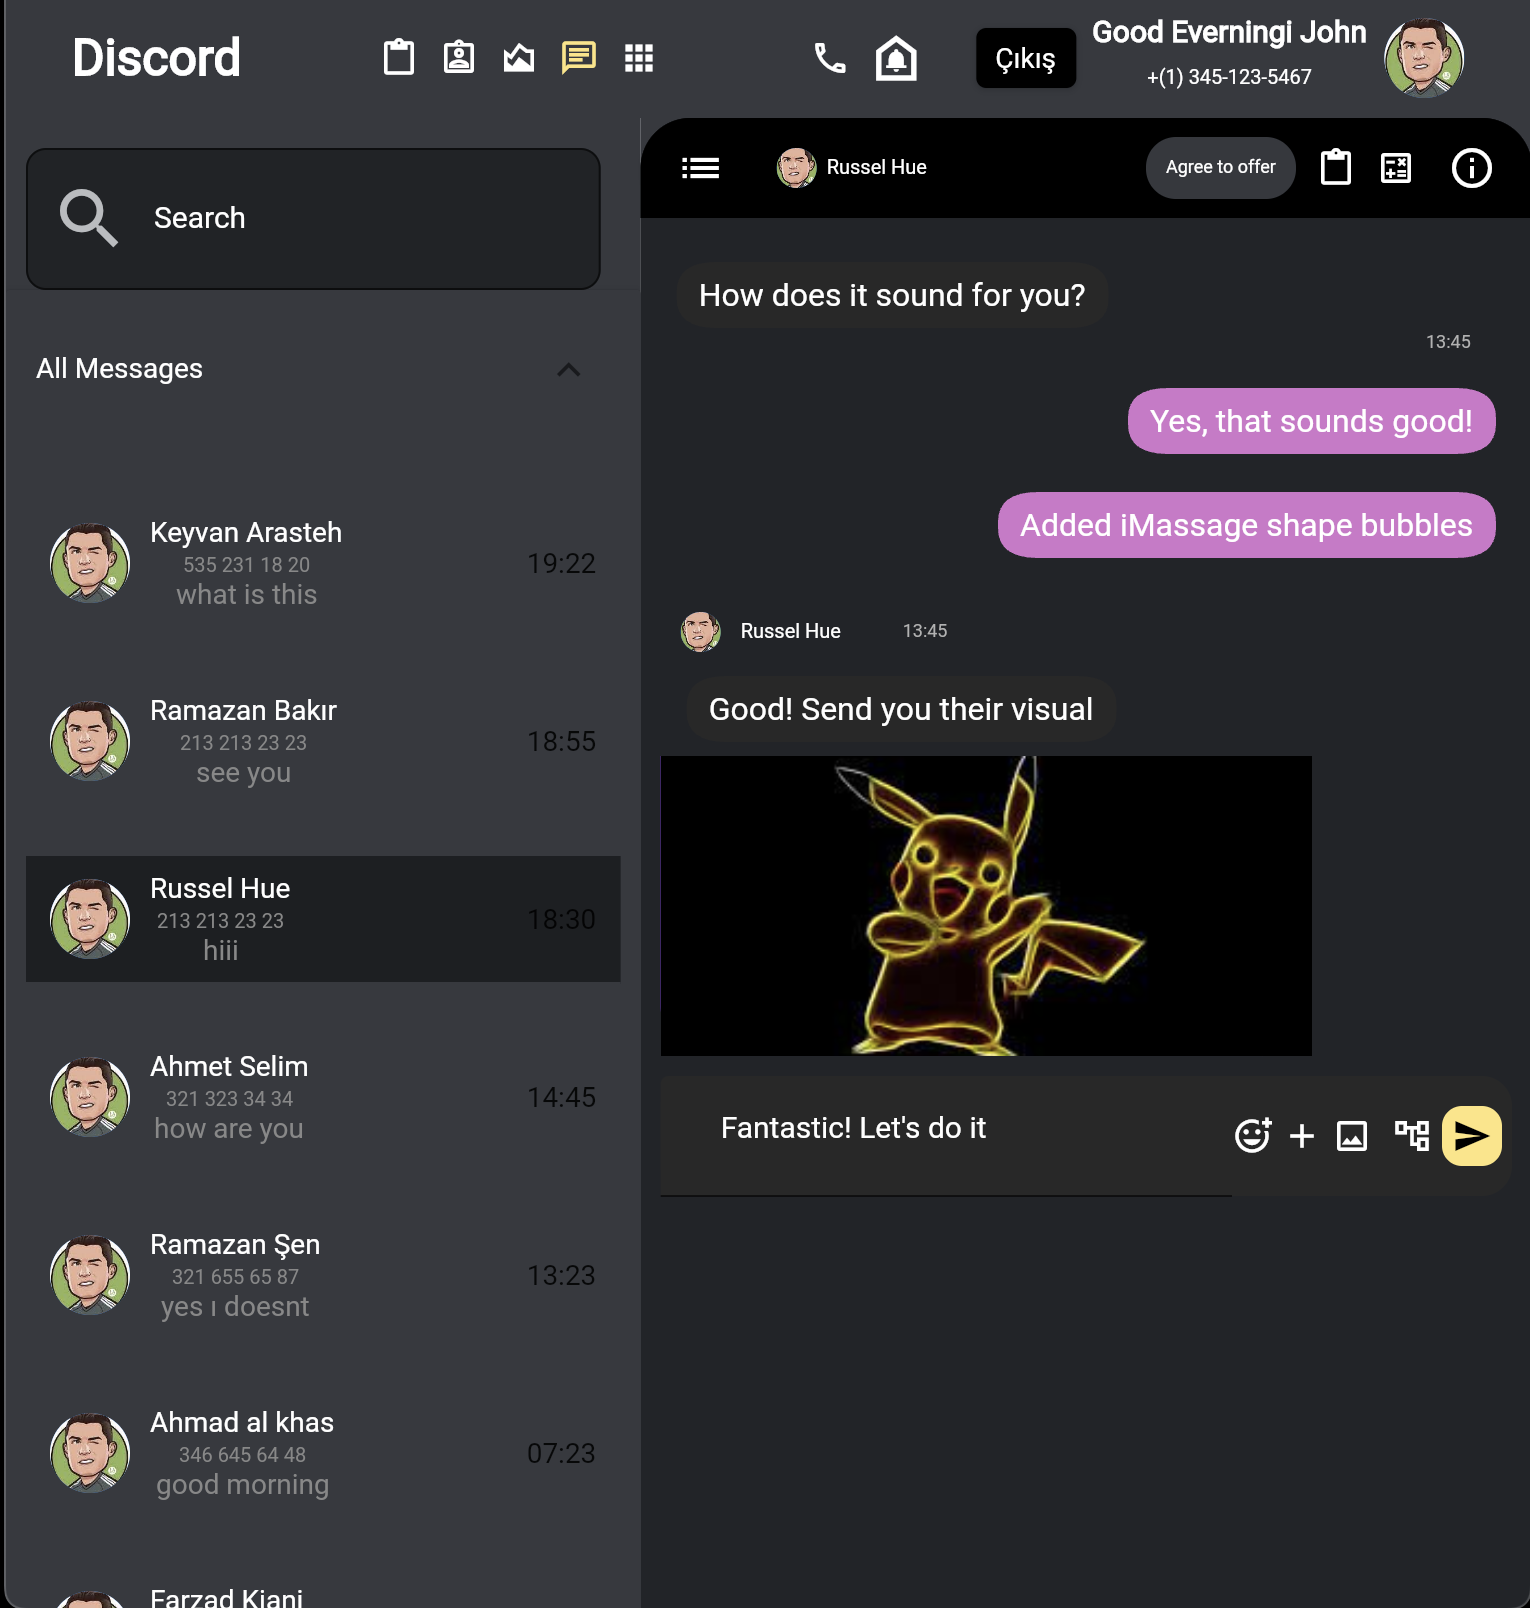 Discord
Çıkış
Good Everningi John
+(1) 345-123-5467
Search
All Messages
Keyvan Arasteh
535 231 18 20
what is this
19:22
Ramazan Bakır
213 213 23 23
see you
18:55
Russel Hue
213 213 23 23
hiii
18:30
Ahmet Selim
321 323 34 34
how are you
14:45
Ramazan Şen
321 655 65 87
yes ı doesnt
13:23
Ahmad al khas
346 645 64 48
good morning
07:23
Farzad Kiani
Russel Hue
Agree to offer
How does it sound for you?
13:45
Yes, that sounds good!
Added iMassage shape bubbles
Russel Hue
13:45
Good! Send you their visual
Fantastic! Let's do it